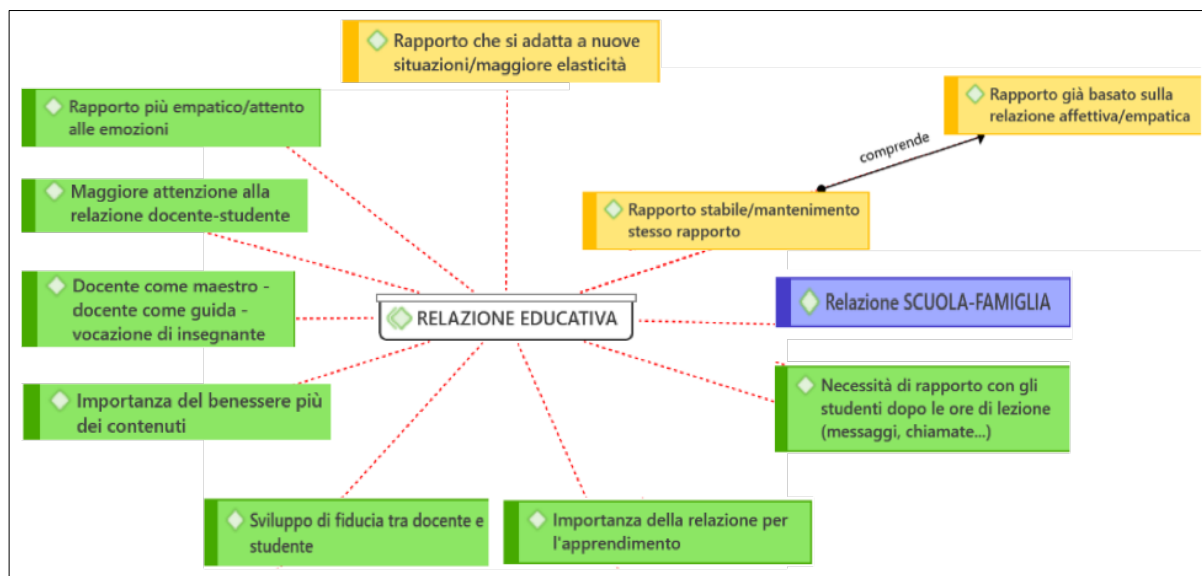 Rapporto che si adatta a nuove
situazioni/maggiore elasticità
Rapporto più empatico/attento
alle emozioni
Rapporto già basato sulla
relazione affettiva/empatica
comprende
Maggiore attenzione alla
relazione docente-studente
Rapporto stabile/mantenimento
stesso rapporto
Docente come maestro -
docente come guida -
vocazione di insegnante
RELAZIONE EDUCATIVA
Relazione SCUOLA-FAMIGLIA
Importanza del benessere più
dei contenuti
Necessità di rapporto con gli
studenti dopo le ore di lezione
(messaggi, chiamate...)
Sviluppo di fiducia tra docente e
studente
Importanza della relazione per
l'apprendimento